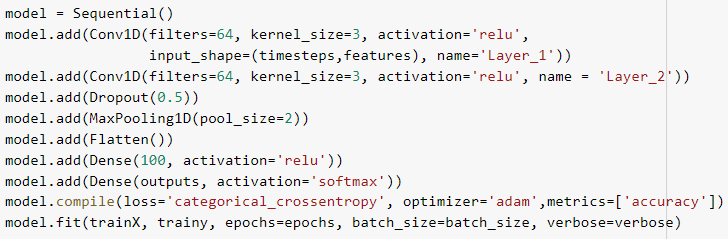 model = Sequential()
model.add(Conv1D(filters=64, kernel_size=3, activation='relu',
input_shape=(timesteps,features), name='Layer_1'))
model.add(Conv1D(filters=64, kernel_size=3, activation='relu', name = 'Layer_2'))
model.add(Dropout(0.5))
model.add(MaxPooling1D(pool_size=2))
model.add(Flatten())
model.add(Dense(100, activation='relu'))
model.add(Dense(outputs, activation='softmax'))
model.compile(loss='categorical_crossentropy', optimizer='adam',metrics=['accuracy'])
model.fit(trainX, trainy, epochs=epochs, batch_size=batch_size, verbose=verbose)